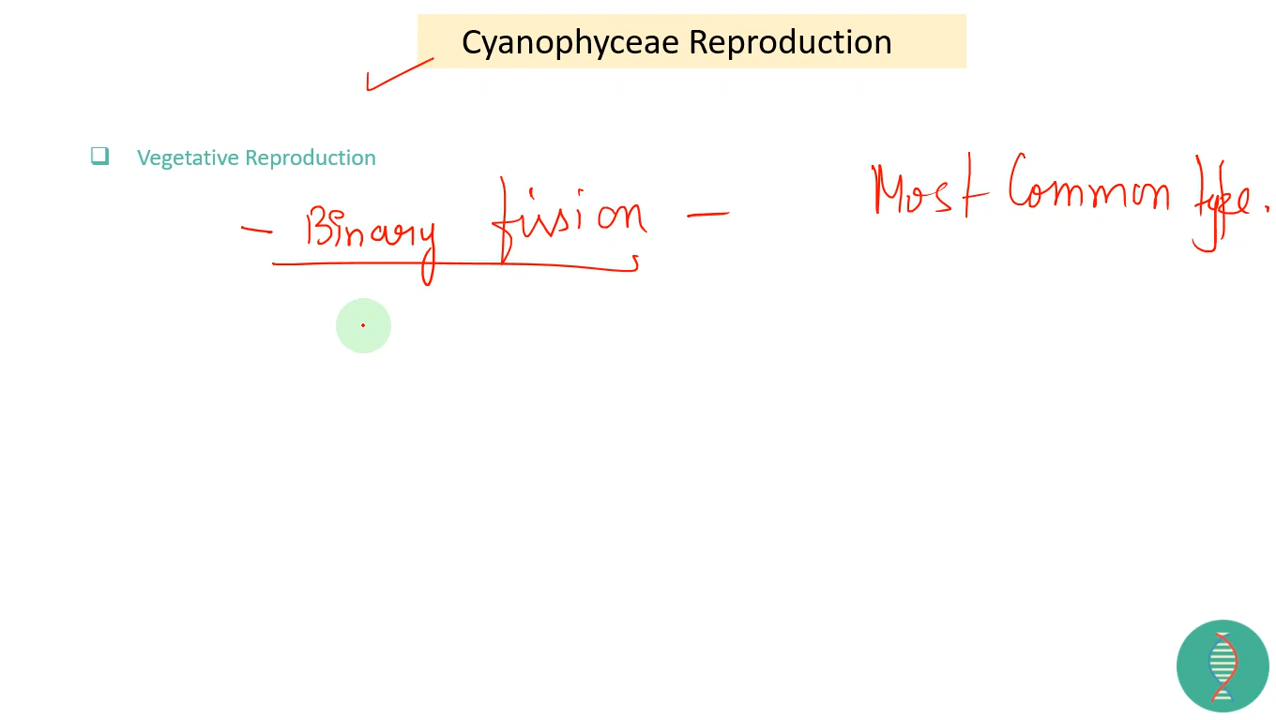 Cyanophyceae Reproduction
Vegetative Reproduction
- Binary fission - Most Common type.